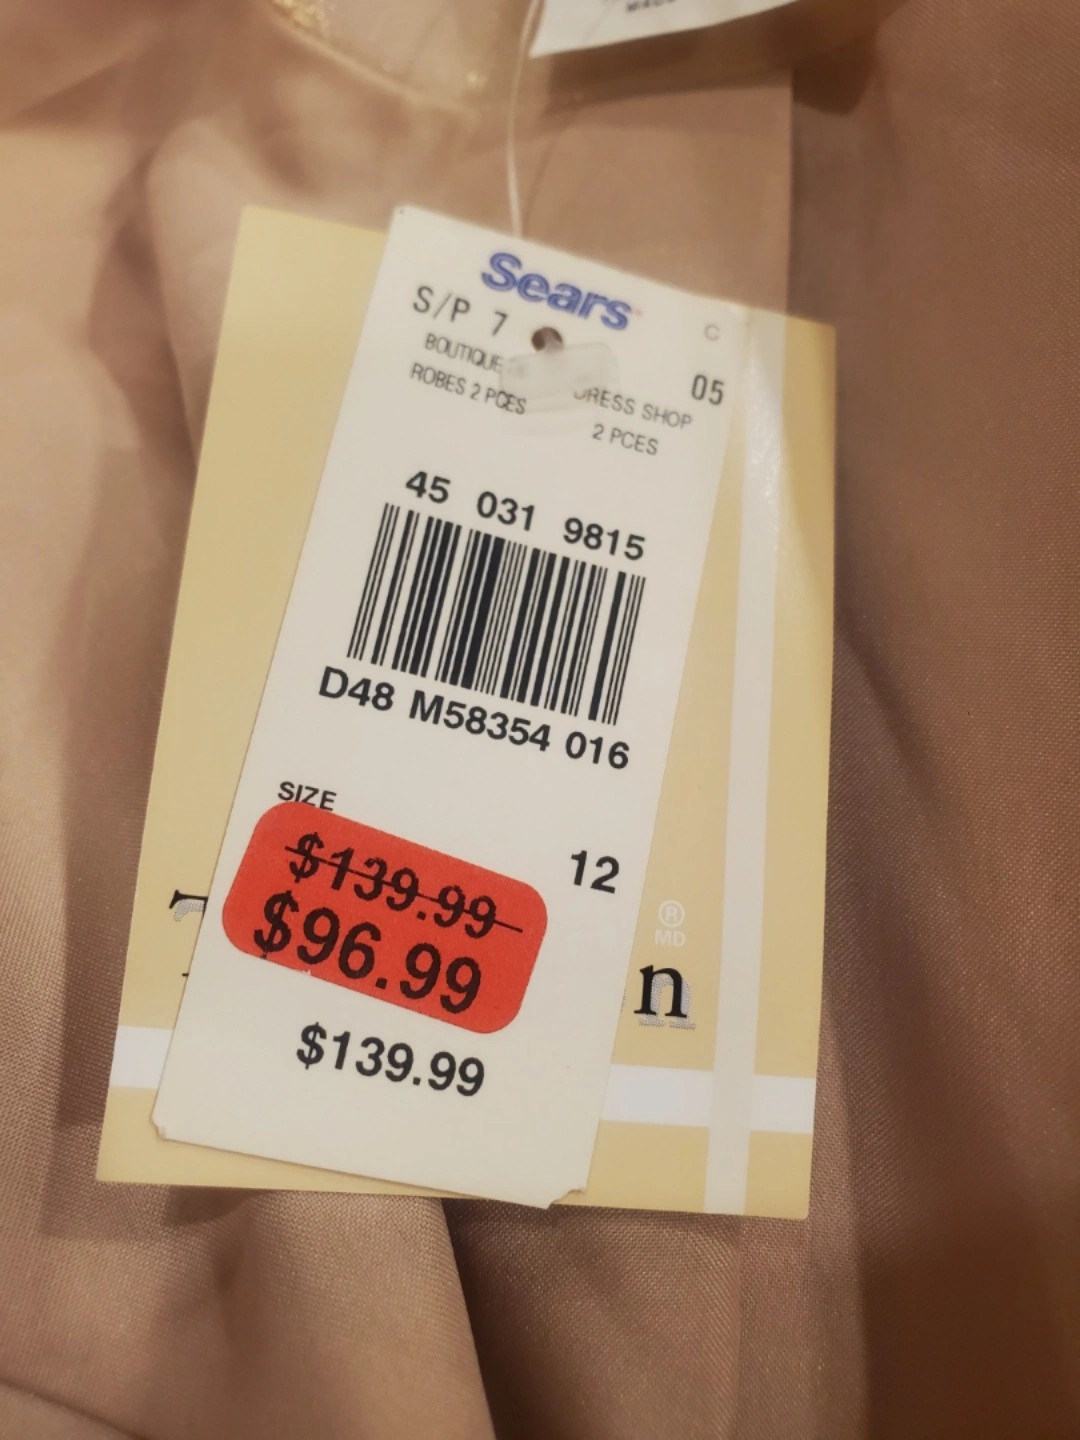 Sears
S/P 7
C
05
BOUTIQUE
ROBES 2 PCES
DRESS SHOP
2 PCES
45 031 9815
D48 M58354 016
SIZE
12
$139.99
$96.99
$139.99
® MD
n